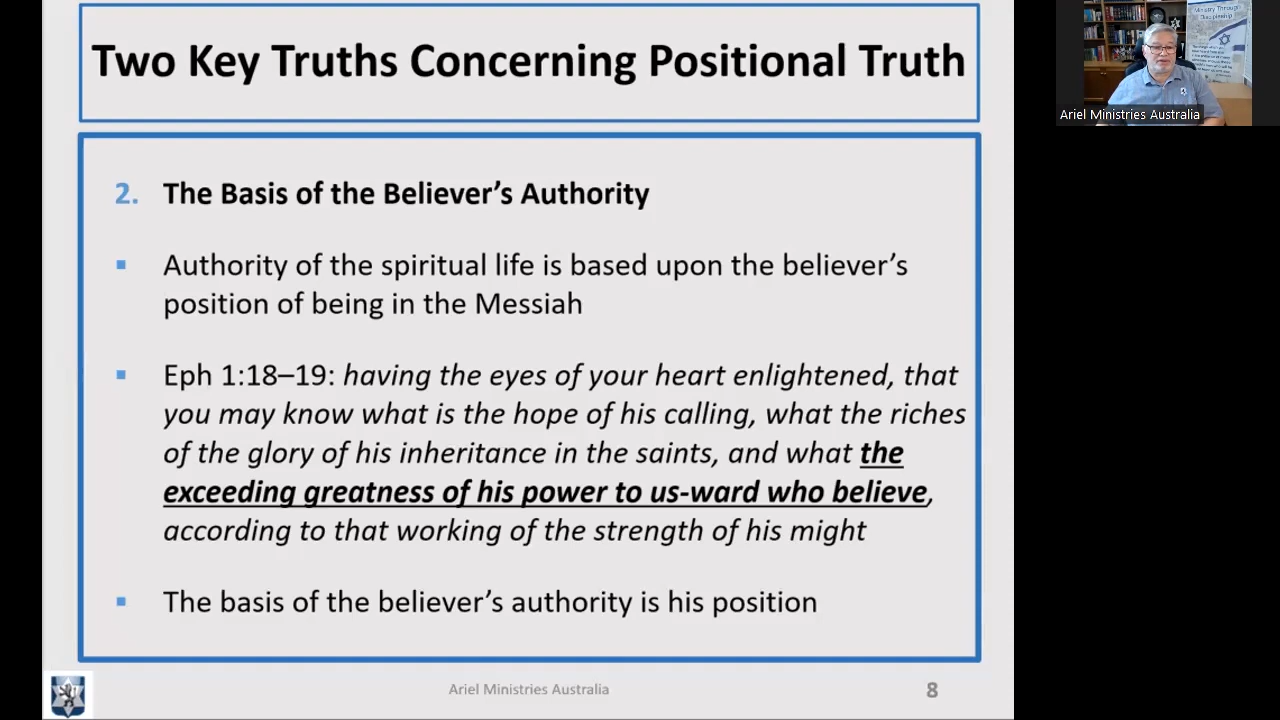 Two Key Truths Concerning Positional Truth
2. The Basis of the Believer’s Authority
▪ Authority of the spiritual life is based upon the believer’s
position of being in the Messiah
▪ Eph 1:18–19: having the eyes of your heart enlightened, that
you may know what is the hope of his calling, what the riches
of the glory of his inheritance in the saints, and what the
exceeding greatness of his power to us-ward who believe,
according to that working of the strength of his might
▪ The basis of the believer’s authority is his position
Ariel Ministries Australia
8
Ministry Through
Discipleship
Ariel Ministries Australia